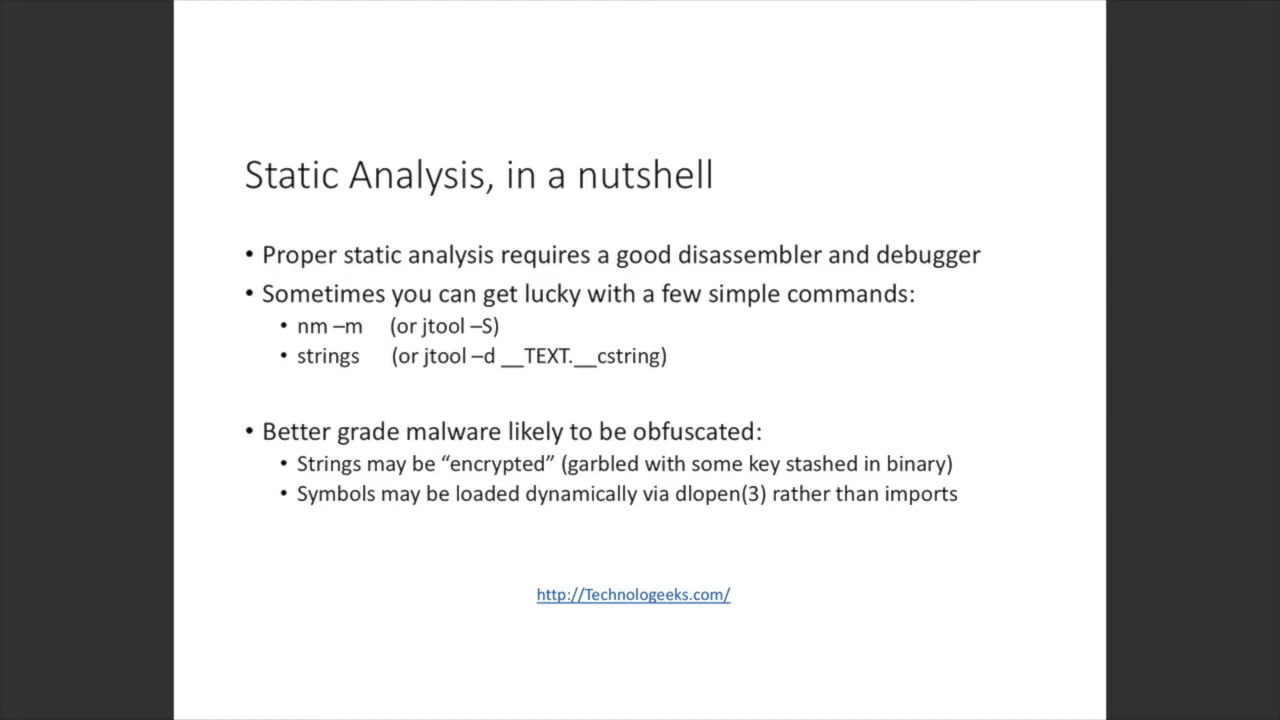 Static Analysis, in a nutshell
• Proper static analysis requires a good disassembler and debugger
• Sometimes you can get lucky with a few simple commands:
• nm –m (or jtool –S)
• strings (or jtool –d __TEXT.__cstring)
• Better grade malware likely to be obfuscated:
• Strings may be “encrypted” (garbled with some key stashed in binary)
• Symbols may be loaded dynamically via dlopen(3) rather than imports
http://Technologeeks.com/